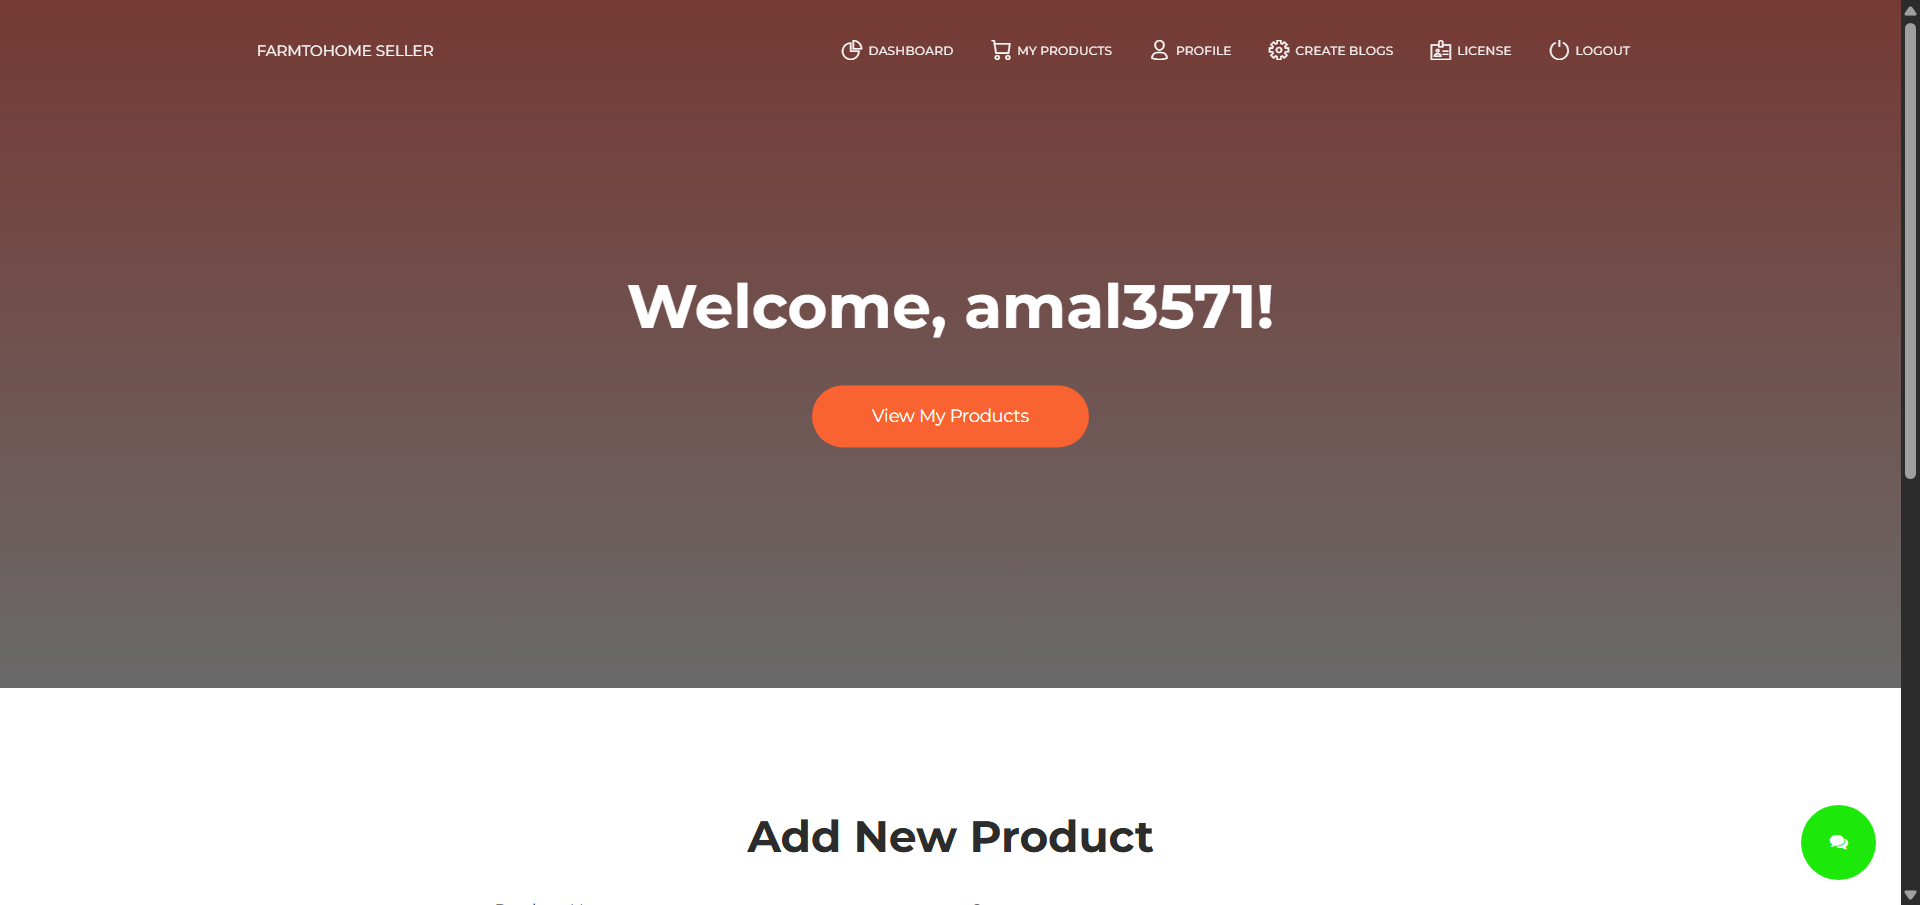 FARMTOHOME SELLER
DASHBOARD MY PRODUCTS PROFILE CREATE BLOGS LICENSE LOGOUT
Welcome, amal3571!
View My Products
Add New Product